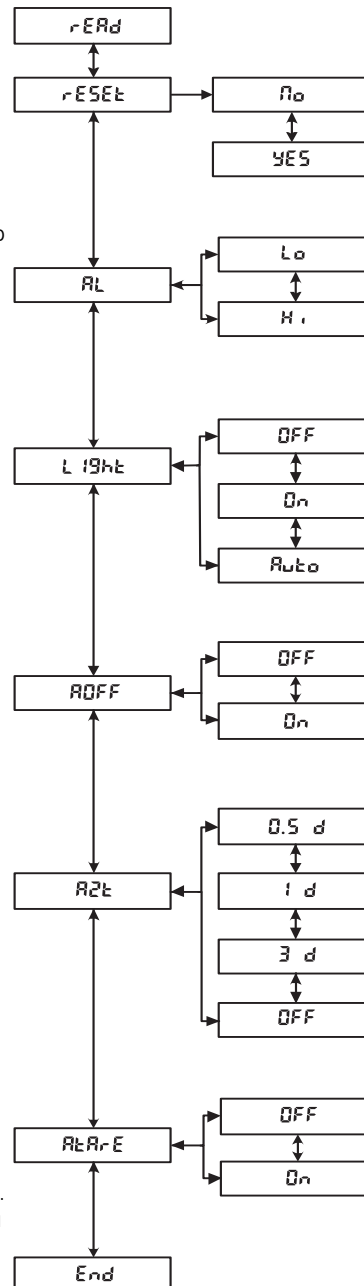 rEAd
rESEt
No
YES
o
AL
Lo
Hi
LIGht
OFF
On
Auto
AOFF
OFF
On
AZt
0.5 d
1 d
3 d
OFF
AtArE
OFF
On
.
End